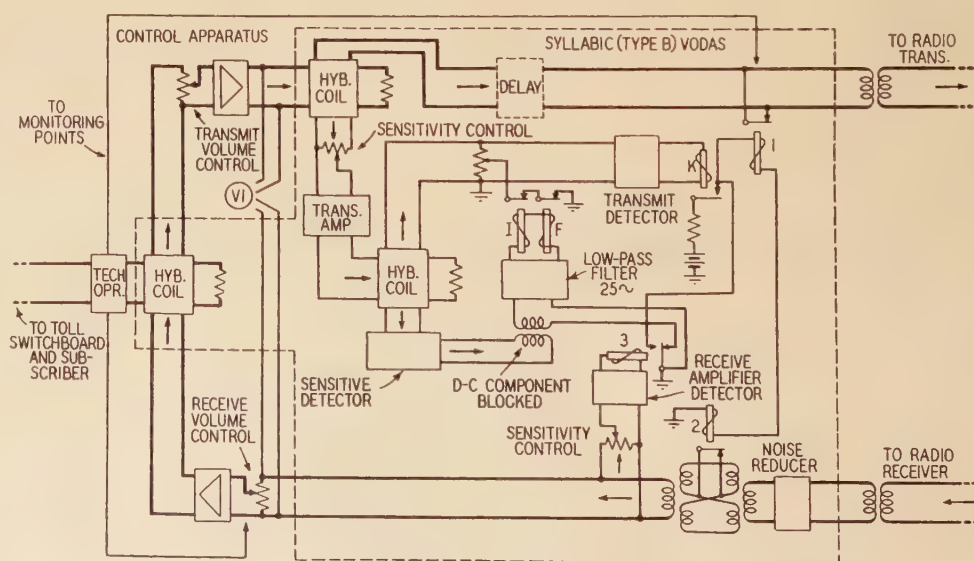 CONTROL APPARATUS
SYLLABIC (TYPE B) VODAS
TO RADIO
TRANS.
TO
MONITORING
POINTS
HYB.
COIL
DELAY
TRANSMIT VOLUME
CONTROL
SENSITIVITY CONTROL
VI
TRANS.
AMP
K
1
TRANSMIT
DETECTOR
I
F
LOW-PASS
FILTER
25~
TECH
OPR.
HYB.
COIL
HYB.
COIL
TO TOLL
SWITCHBOARD
AND SUB-
SCRIBER
SENSITIVE
DETECTOR
D-C COMPONENT
BLOCKED
3
RECEIVE
AMPLIFIER
DETECTOR
RECEIVE
VOLUME
CONTROL
SENSITIVITY
CONTROL
2
NOISE
REDUCER
TO RADIO
RECEIVER